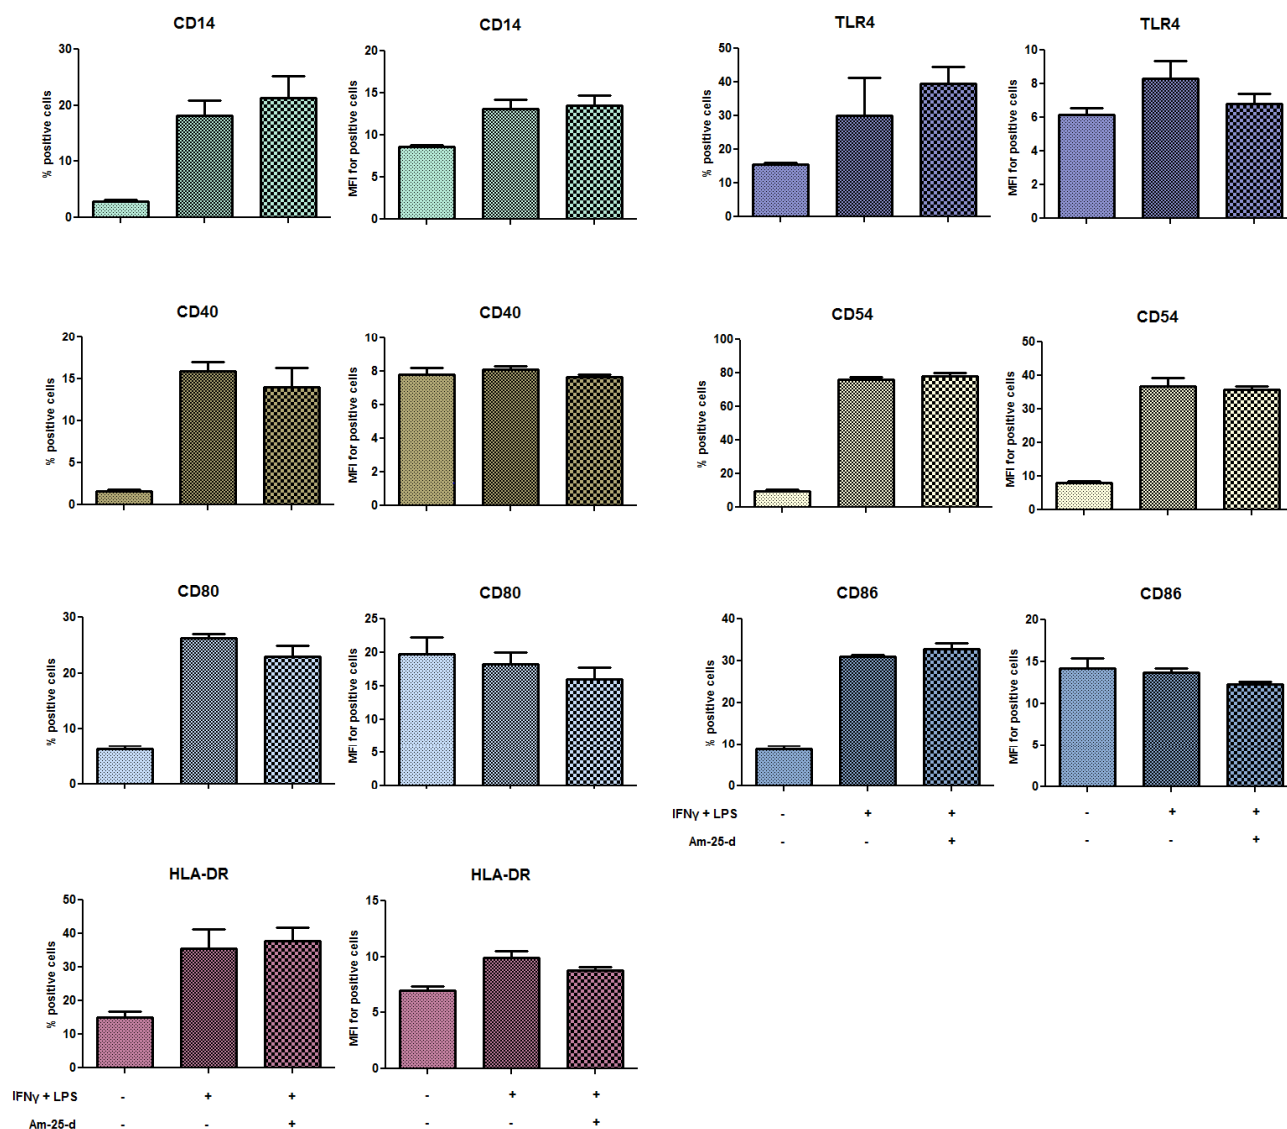 CD14
% positive cells
30
20
10
0
CD14
MFI for positive cells
20
15
10
5
0
TLR4
% positive cells
50
40
30
20
10
0
TLR4
MFI for positive cells
10
8
6
4
2
0
CD40
% positive cells
20
15
10
5
0
CD40
MFI for positive cells
10
8
6
4
2
0
CD54
% positive cells
100
80
60
40
20
0
CD54
MFI for positive cells
50
40
30
20
10
0
CD80
% positive cells
30
20
10
0
CD80
MFI for positive cells
25
20
15
10
5
0
CD86
% positive cells
40
30
20
10
0
CD86
MFI for positive cells
20
15
10
5
0
IFNγ + LPS - + + - + +
Am-25-d - - + - - +
HLA-DR
% positive cells
50
40
30
20
10
0
HLA-DR
MFI for positive cells
15
10
5
0
IFNγ + LPS - + + - + +
Am-25-d - - + - - +